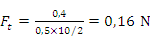 F_t = 0,4 / 0,5×10/2 = 0,16 N